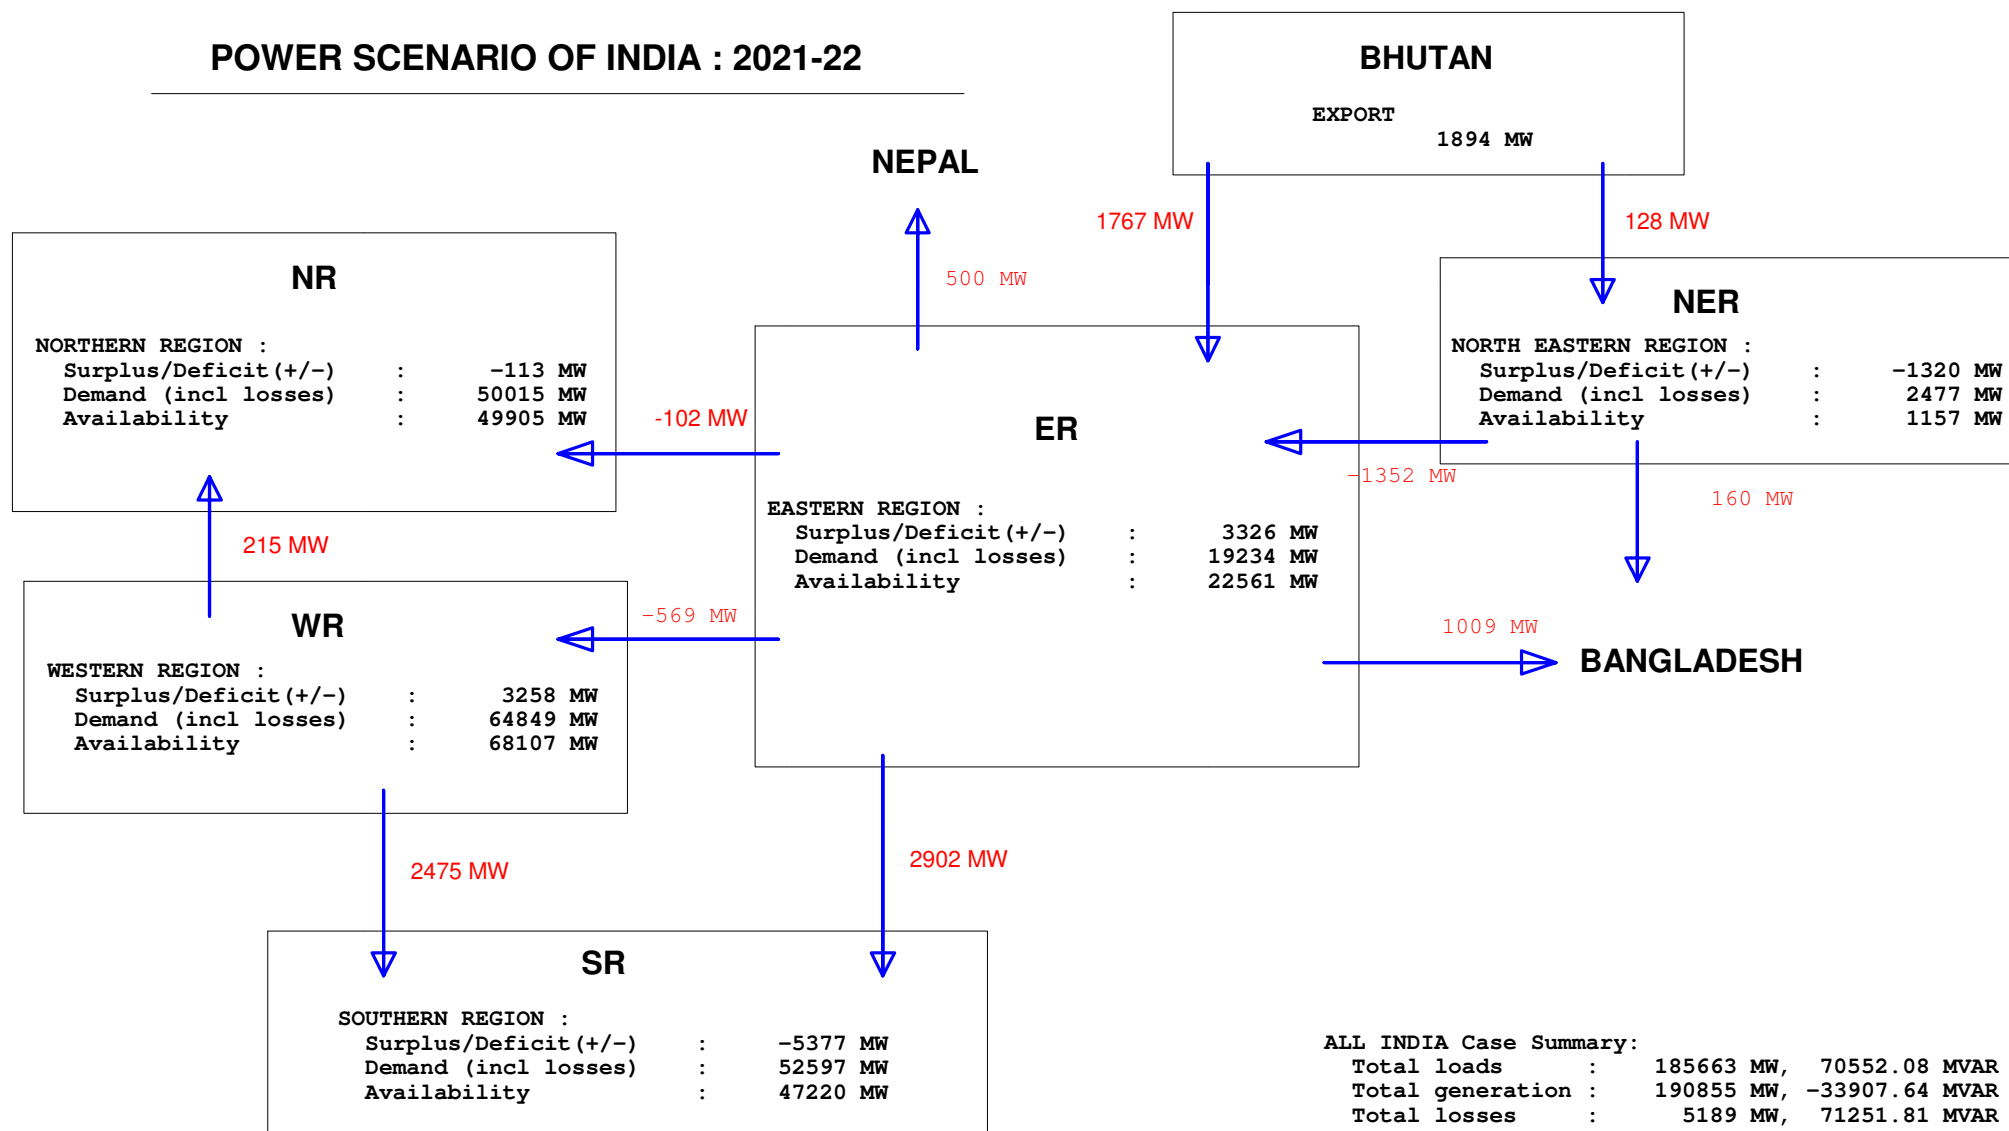 POWER SCENARIO OF INDIA : 2021-22
BHUTAN
EXPORT
1894 MW
NEPAL
1767 MW
128 MW
500 MW
NR
NORTHERN REGION :
Surplus/Deficit(+/-) : -113 MW
Demand (incl losses) : 50015 MW
Availability : 49905 MW
NER
NORTH EASTERN REGION :
Surplus/Deficit(+/-) : -1320 MW
Demand (incl losses) : 2477 MW
Availability : 1157 MW
-102 MW
ER
-1352 MW
160 MW
EASTERN REGION :
Surplus/Deficit(+/-) : 3326 MW
Demand (incl losses) : 19234 MW
Availability : 22561 MW
215 MW
-569 MW
1009 MW
BANGLADESH
WR
WESTERN REGION :
Surplus/Deficit(+/-) : 3258 MW
Demand (incl losses) : 64849 MW
Availability : 68107 MW
2475 MW
2902 MW
SR
SOUTHERN REGION :
Surplus/Deficit(+/-) : -5377 MW
Demand (incl losses) : 52597 MW
Availability : 47220 MW
ALL INDIA Case Summary:
Total loads : 185663 MW, 70552.08 MVAR
Total generation : 190855 MW, -33907.64 MVAR
Total losses : 5189 MW, 71251.81 MVAR